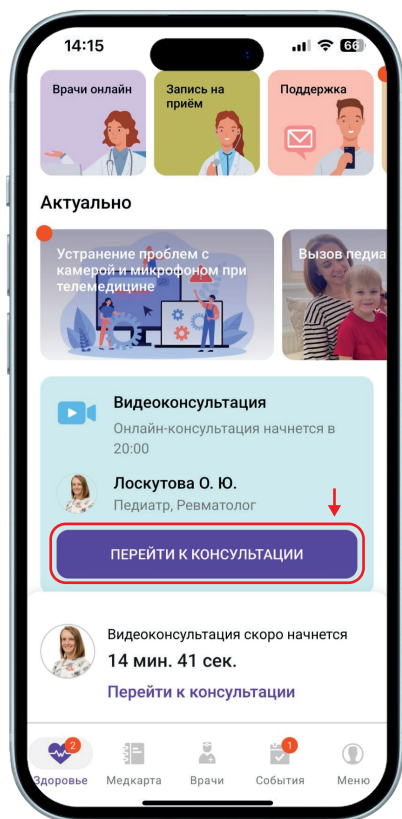 14:15
66
Врачи онлайн
Запись на
приём
Поддержка
Актуально
Устранение проблем с
камерой и микрофоном при
телемедицине
Вызов педиа
Видеоконсультация
Онлайн-консультация начнется в
20:00
Лоскутова О. Ю.
Педиатр, Ревматолог
ПЕРЕЙТИ К КОНСУЛЬТАЦИИ
Видеоконсультация скоро начнется
14 мин. 41 сек.
Перейти к консультации
2
1
Здоровье
Медкарта
Врачи
События
Меню